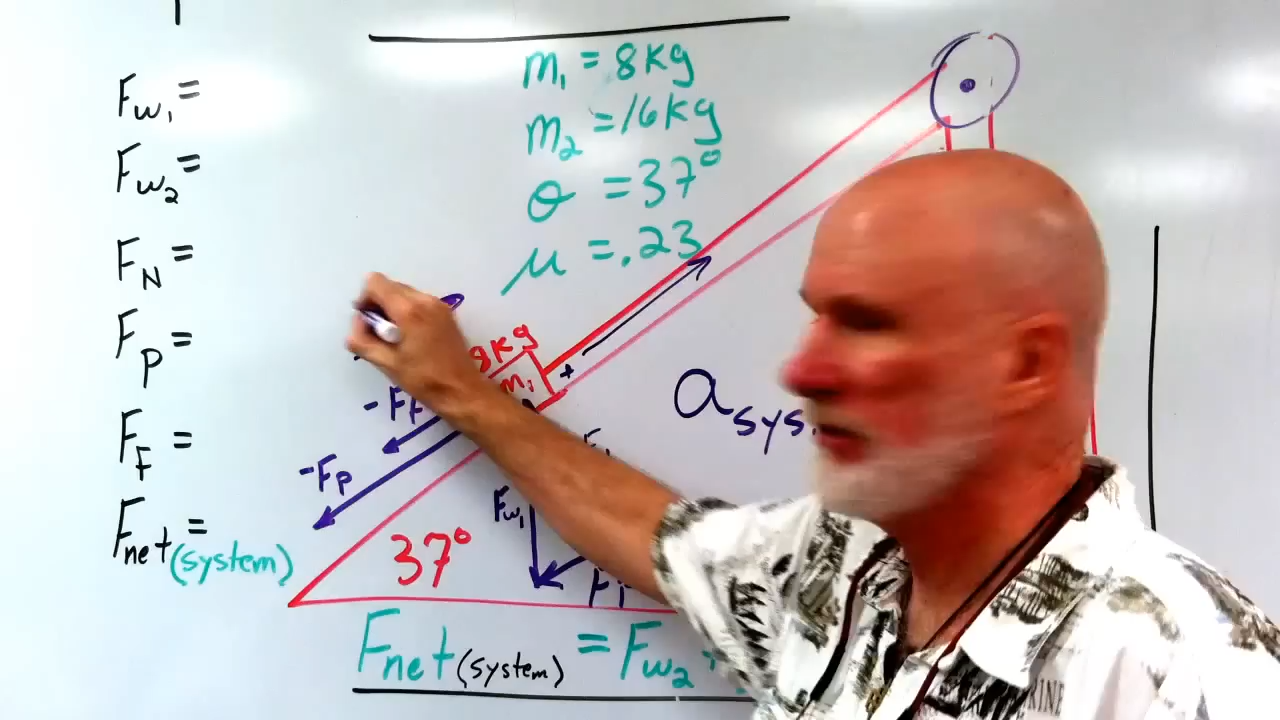 Fw₁ =
Fw₂ =
FN =
Fp =
FF =
Fnet (system) =
m₁ = 8kg
m₂ = 16kg
θ = 37°
μ = .23
8kg
m₁
+
-FF
-Fp
Fw₁
37°
a sys.
Fnet (system) = Fw₂